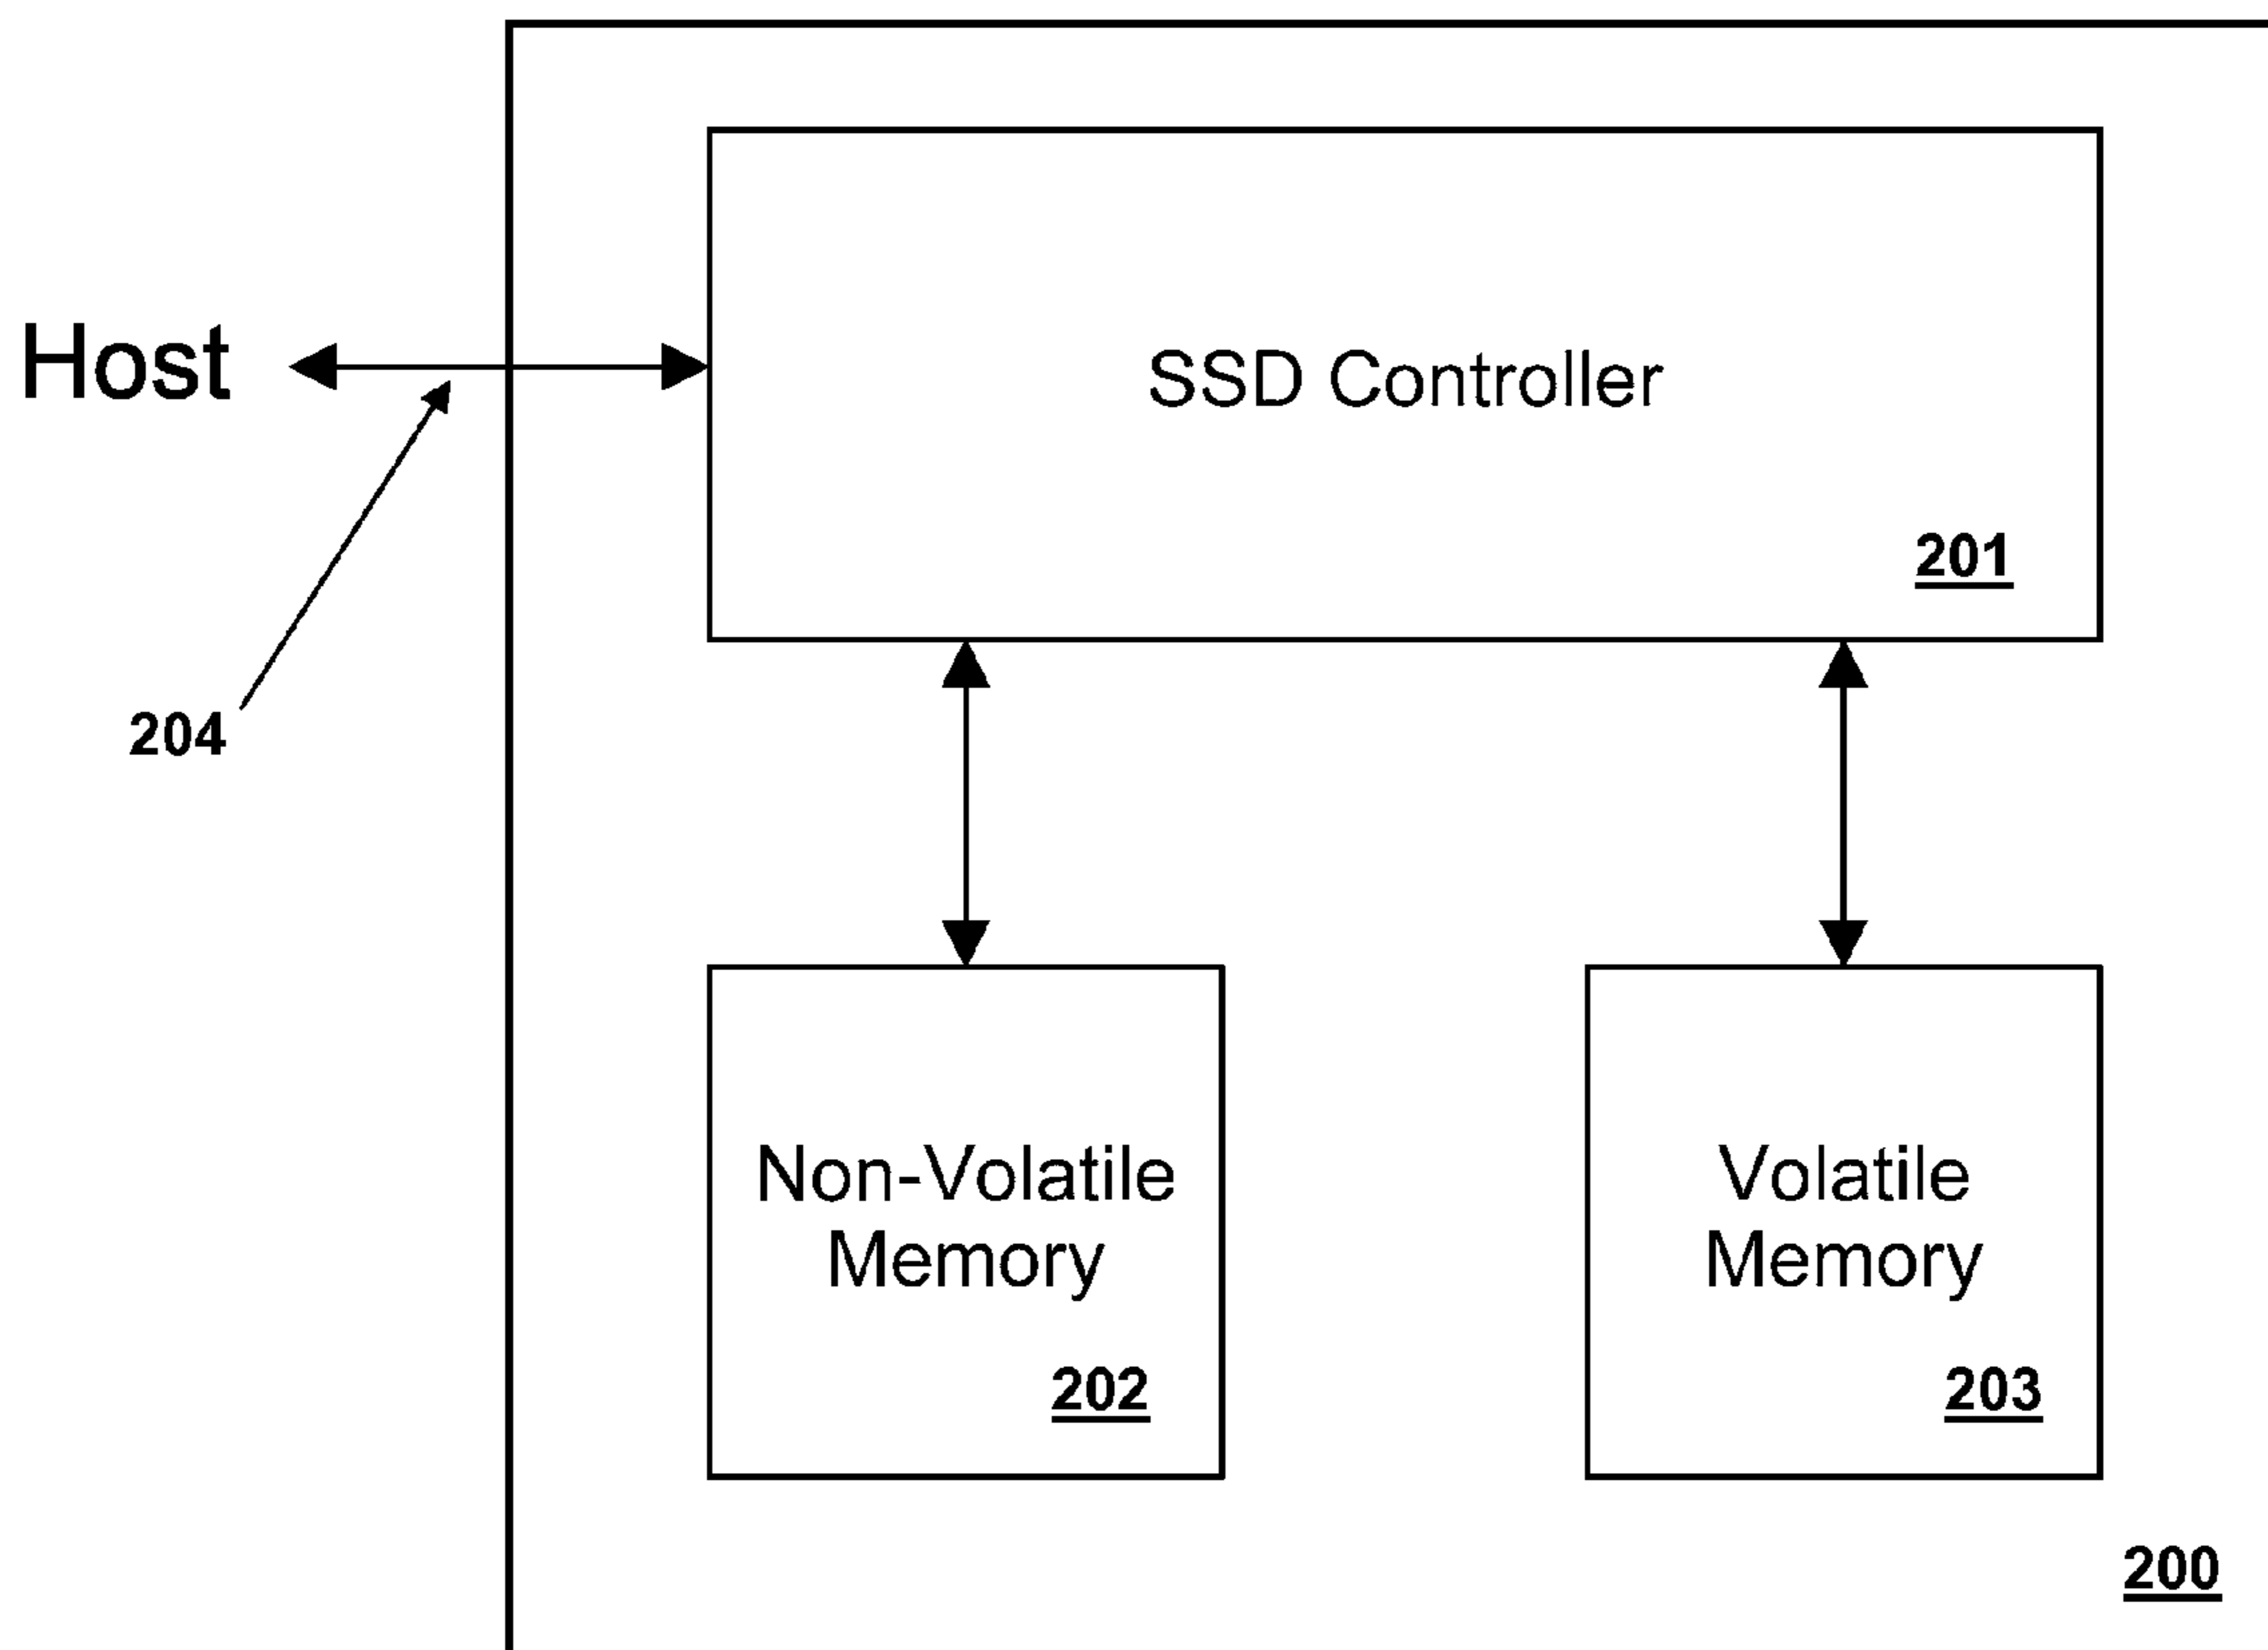 Host
SSD Controller
201
204
Non-Volatile
Memory
202
Volatile
Memory
203
200